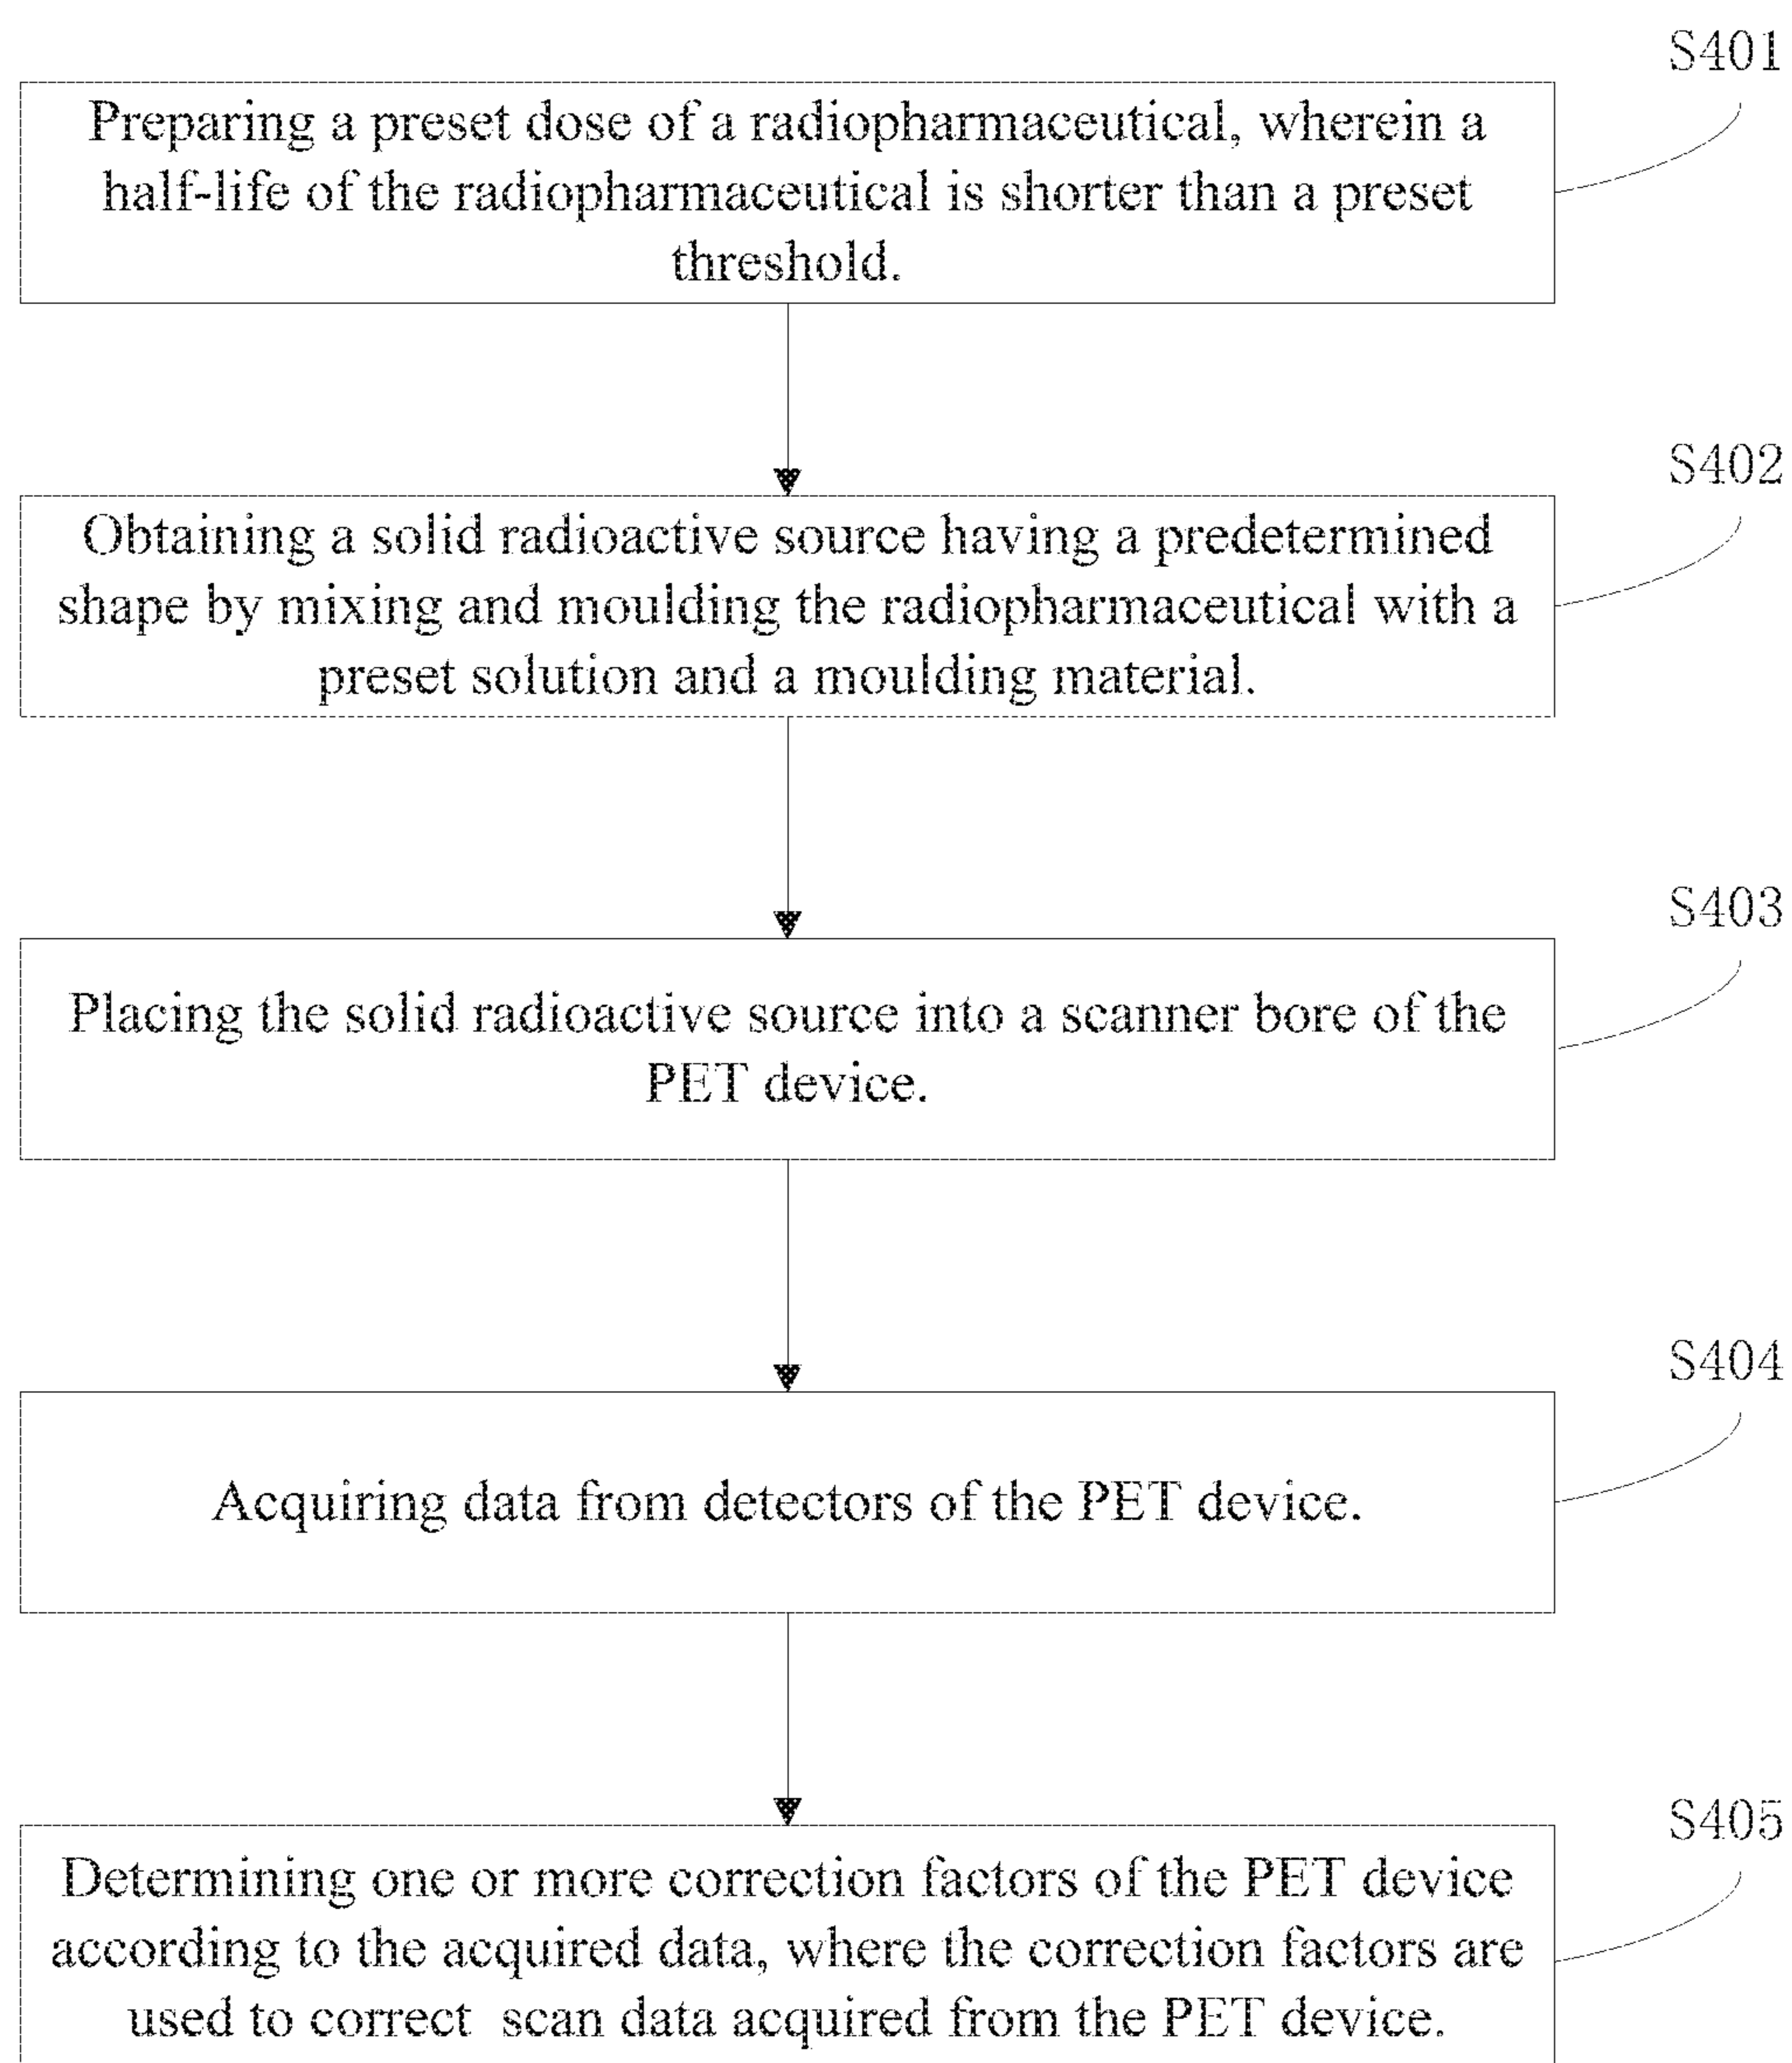 S401
Preparing a preset dose of a radiopharmaceutical, wherein a
half-life of the radiopharmaceutical is shorter than a preset
threshold.
S402
Obtaining a solid radioactive source having a predetermined
shape by mixing and moulding the radiopharmaceutical with a
preset solution and a moulding material.
S403
Placing the solid radioactive source into a scanner bore of the
PET device.
S404
Acquiring data from detectors of the PET device.
S405
Determining one or more correction factors of the PET device
according to the acquired data, where the correction factors are
used to correct scan data acquired from the PET device.